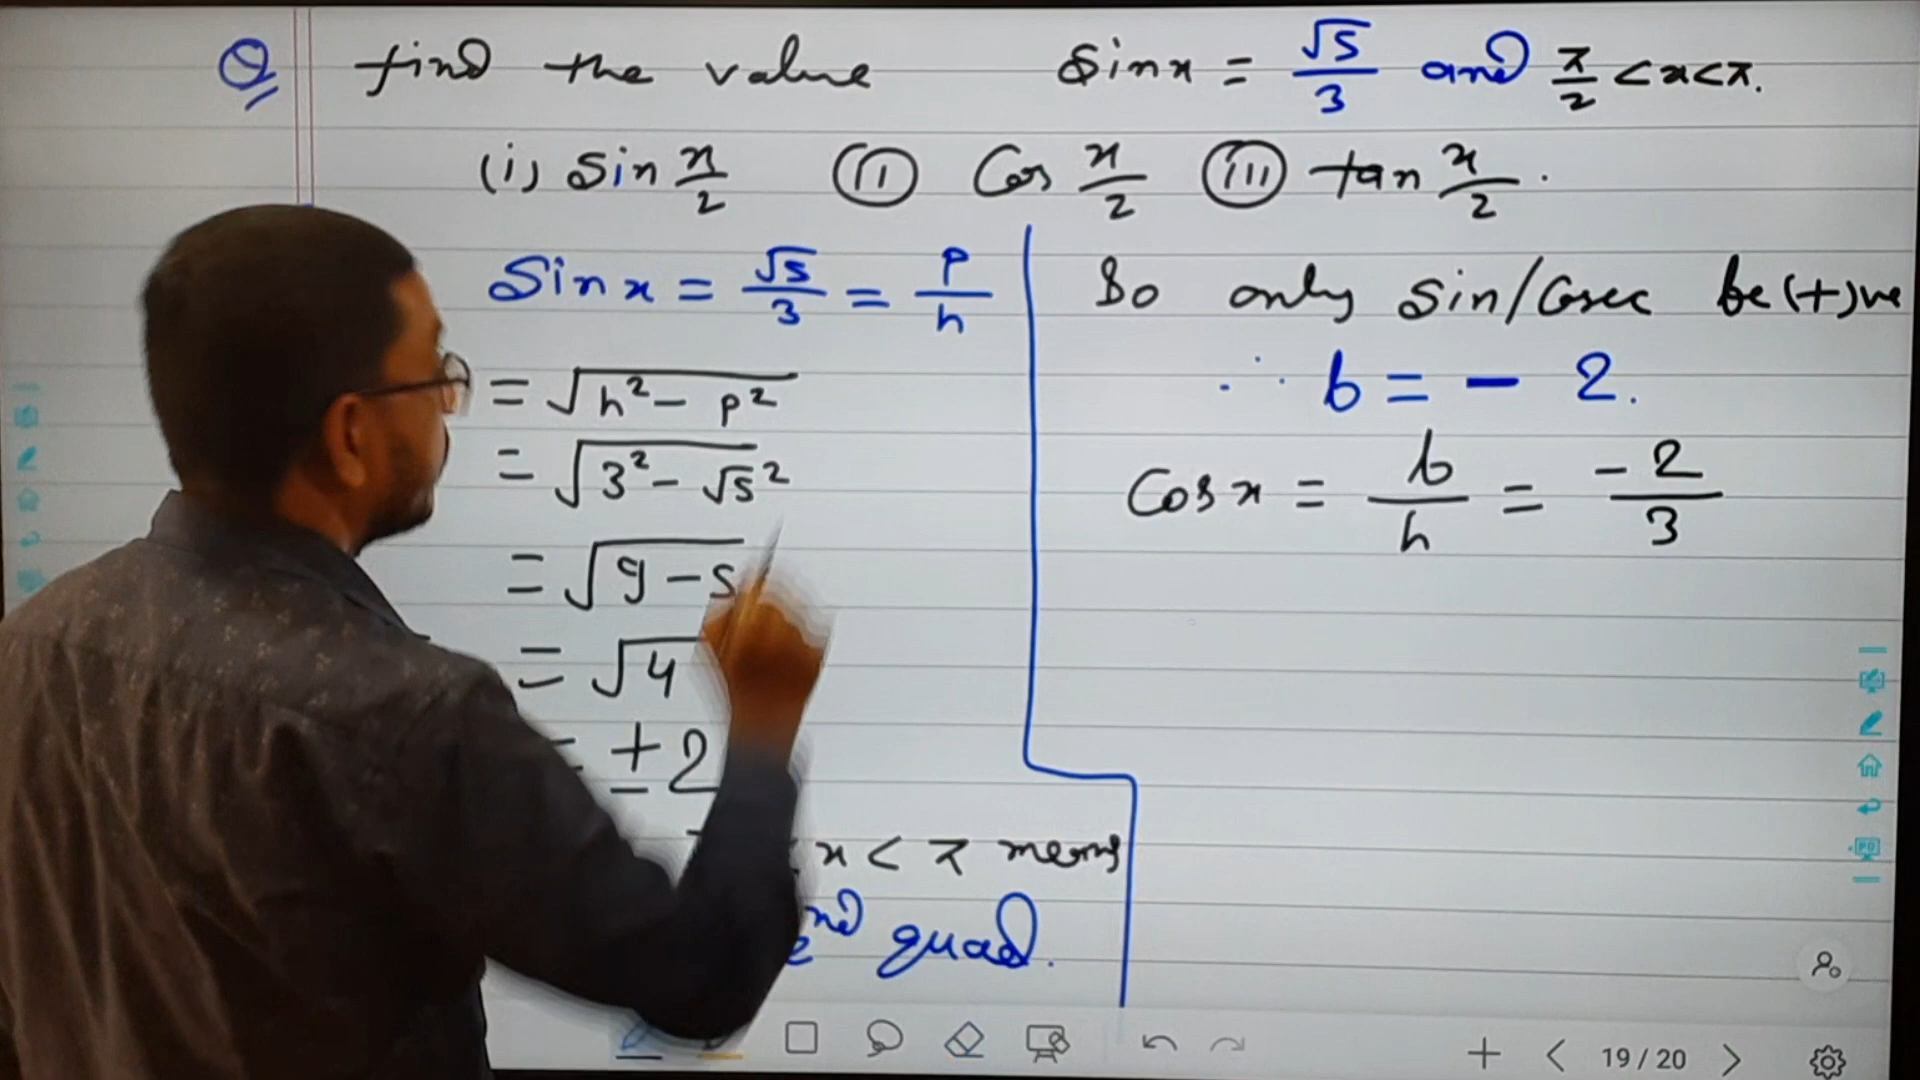 Q find the value sin x = √5/3 and π/2 < x < π.
(i) sin x/2 (ii) Cos x/2 (iii) tan x/2.
Sin x = √5/3 = p/h
= √h² - p²
= √3² - √5²
= √9 - 5
= √4
= ± 2
x < π means
2nd quad.
So only sin/Cosec be (+)ve
∴ b = - 2.
Cos x = b/h = -2/3
19 / 20